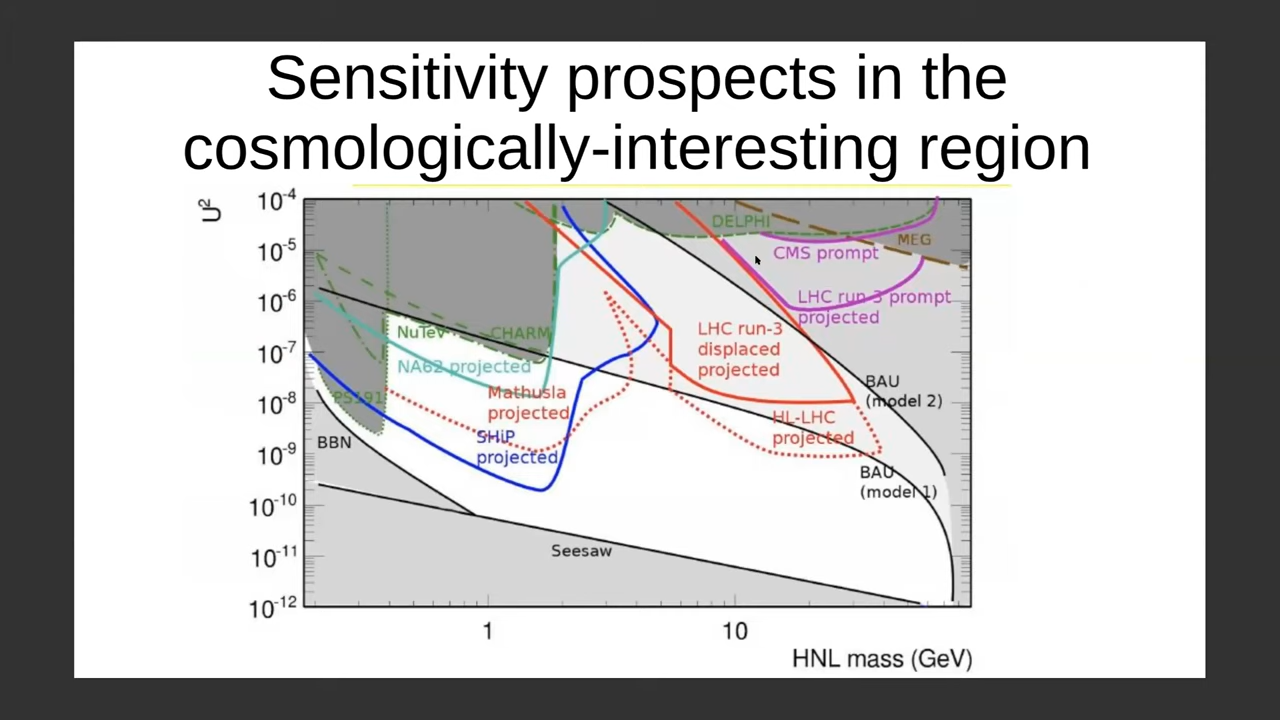 Sensitivity prospects in the
cosmologically-interesting region
U²
10⁻⁴
10⁻⁵
10⁻⁶
10⁻⁷
10⁻⁸
10⁻⁹
10⁻¹⁰
10⁻¹¹
10⁻¹²
DELPHI
MEG
CMS prompt
LHC run-3 prompt
projected
NuTeV
CHARM
LHC run-3
displaced
projected
NA62 projected
PS191
Mathusla
projected
BAU
(model 2)
HL-LHC
projected
SHiP
projected
BBN
BAU
(model 1)
Seesaw
1
10
HNL mass (GeV)